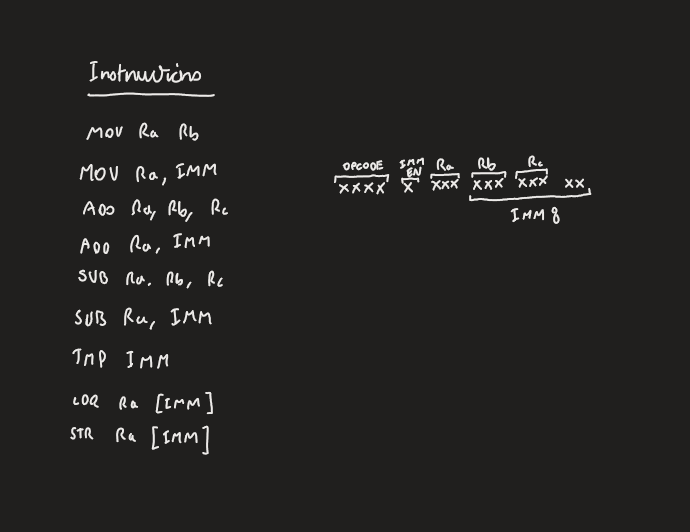 Instructions
MOV Ra Rb
MOV Ra, IMM
ADD Ra, Rb, Rc
ADD Ra, IMM
SUB Ra, Rb, Rc
SUB Ra, IMM
JMP IMM
LDR Ra [IMM]
STR Ra [IMM]
OPCODE IMM EN Ra Rb Rc
XXXX X XXX XXX XXX XX
IMM 8